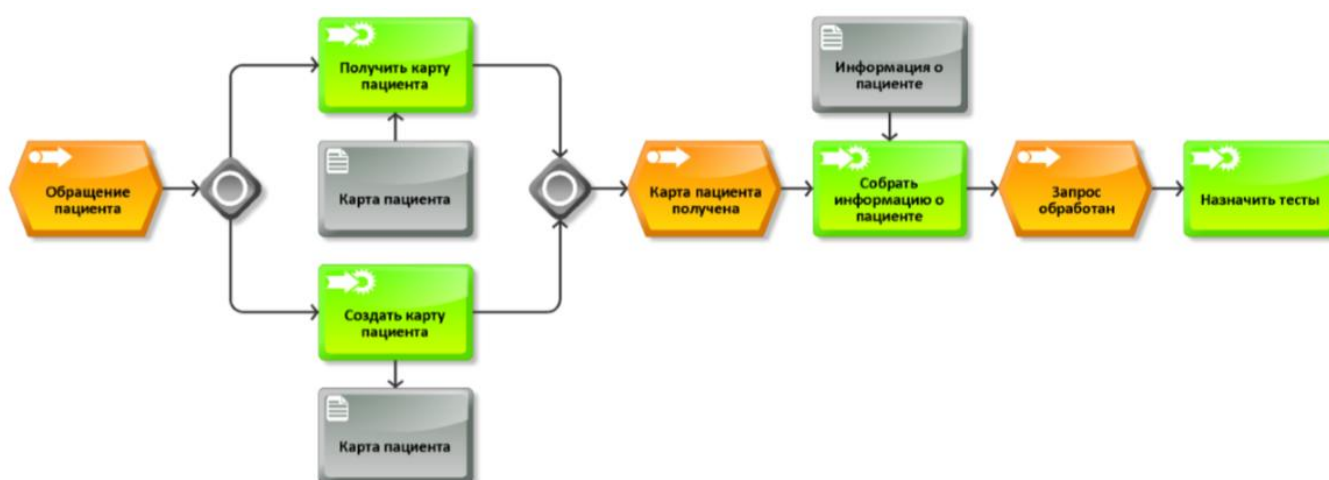 Получить карту
пациента
Информация о
пациенте
Обращение
пациента
Карта пациента
Карта пациента
получена
Собрать
информацию о
пациенте
Запрос
обработан
Назначить тесты
Создать карту
пациента
Карта пациента